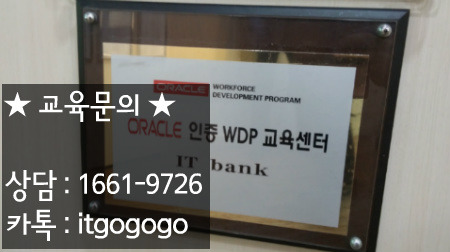 ORACLE WORKFORCE
DEVELOPMENT PROGRAM
ORACLE 인증 WDP 교육센터
IT bank
★ 교육문의 ★
상담 : 1661-9726
카톡 : itgogogo